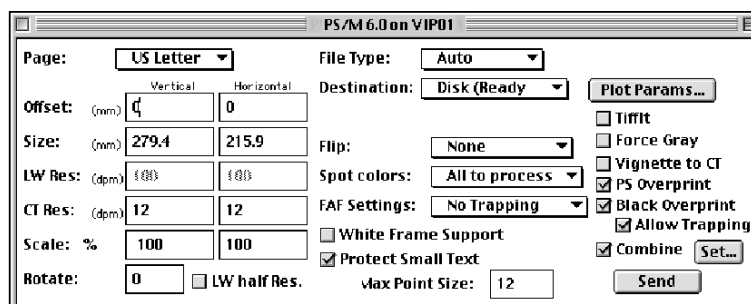 PS/M 6.0 on VIP01
Page: US Letter File Type: Auto
Vertical Horizontal Destination: Disk (Ready Plot Params...
Offset: (mm) 0 0 TiffIt
Size: (mm) 279.4 215.9 Flip: None Force Gray
Vignette to CT
LW Res: (dpm) Spot colors: All to process PS Overprint
CT Res: (dpm) 12 12 FAF Settings: No Trapping Black Overprint
White Frame Support Allow Trapping
Scale: % 100 100 Combine Set...
Protect Small Text
Rotate: 0 LW half Res. Max Point Size: 12 Send